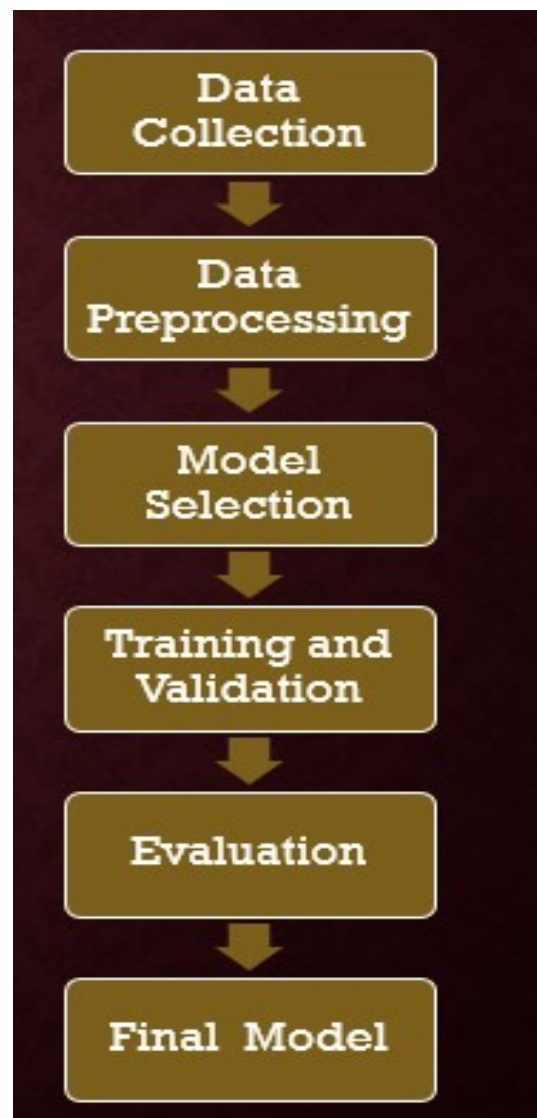 Data
Collection
Data
Preprocessing
Model
Selection
Training and
Validation
Evaluation
Final Model